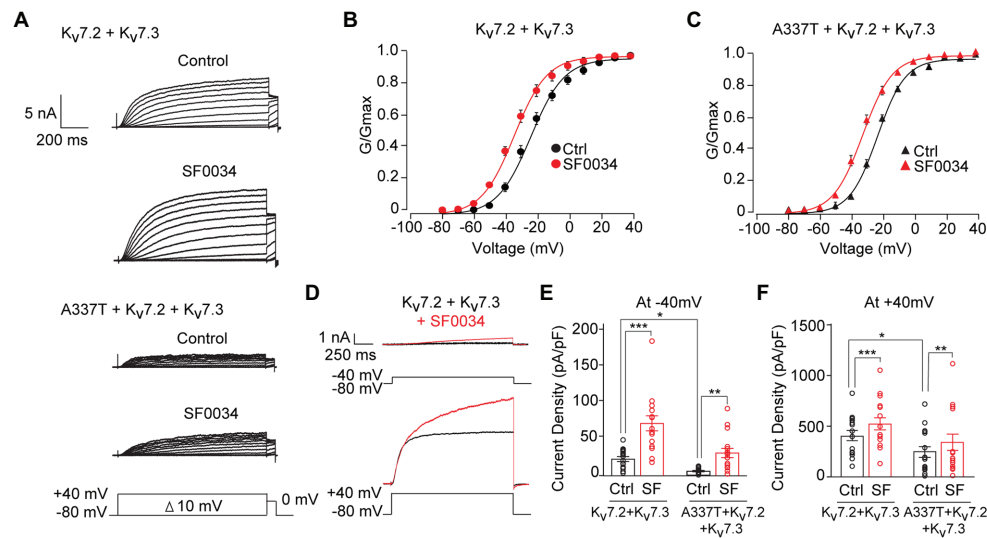 A
Kv7.2 + Kv7.3
Control
5 nA
200 ms
SF0034
A337T + Kv7.2 + Kv7.3
Control
SF0034
+40 mV
-80 mV
Δ 10 mV
0 mV
B
Kv7.2 + Kv7.3
G/Gmax
1.0
0.8
0.6
0.4
0.2
0
Ctrl
SF0034
-100 -80 -60 -40 -20 0 20 40
Voltage (mV)
C
A337T + Kv7.2 + Kv7.3
G/Gmax
1.0
0.8
0.6
0.4
0.2
0
Ctrl
SF0034
-100 -80 -60 -40 -20 0 20 40
Voltage (mV)
D
Kv7.2 + Kv7.3
+ SF0034
1 nA
250 ms
-40 mV
-80 mV
+40 mV
-80 mV
E
At -40mV
Current Density (pA/pF)
200
150
100
50
0
*
***
**
Ctrl SF Ctrl SF
Kv7.2+Kv7.3
A337T+Kv7.2
+Kv7.3
F
At +40mV
Current Density (pA/pF)
1500
1000
500
0
*
***
**
Ctrl SF Ctrl SF
Kv7.2+Kv7.3
A337T+Kv7.2
+Kv7.3